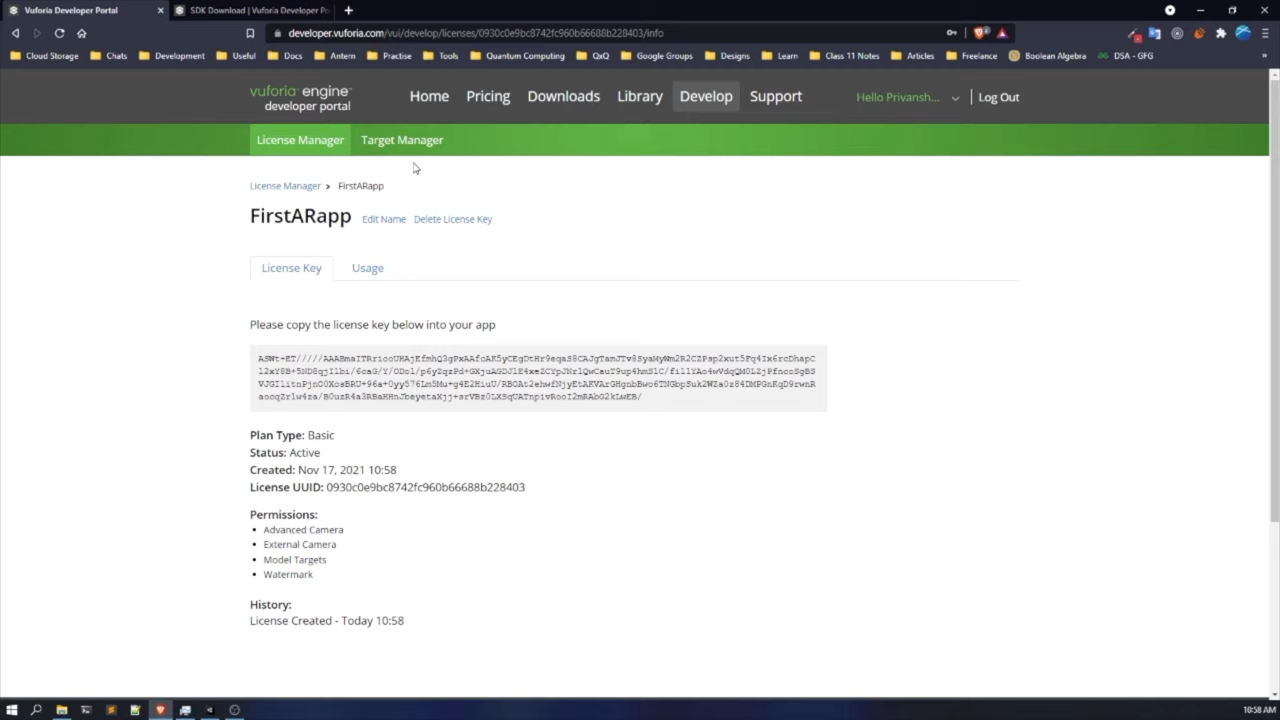 Vuforia Developer Portal
SDK Download | Vuforia Developer Po
developer.vuforia.com/vui/develop/licenses/0930c0e9bc8742fc960b66688b228403/info
Cloud Storage Chats Development Useful Docs Antern Practise Tools Quantum Computing QxQ Google Groups Designs Learn Class 11 Notes Articles Freelance Boolean Algebra DSA - GFG
vuforia engine
developer portal
Home Pricing Downloads Library Develop Support
Hello Privansh... Log Out
License Manager Target Manager
License Manager > FirstARapp
FirstARapp Edit Name Delete License Key
License Key Usage
Please copy the license key below into your app
Plan Type: Basic
Status: Active
Created: Nov 17, 2021 10:58
License UUID: 0930c0e9bc8742fc960b66688b228403
Permissions:
• Advanced Camera
• External Camera
• Model Targets
• Watermark
History:
License Created - Today 10:58
10:58 AM